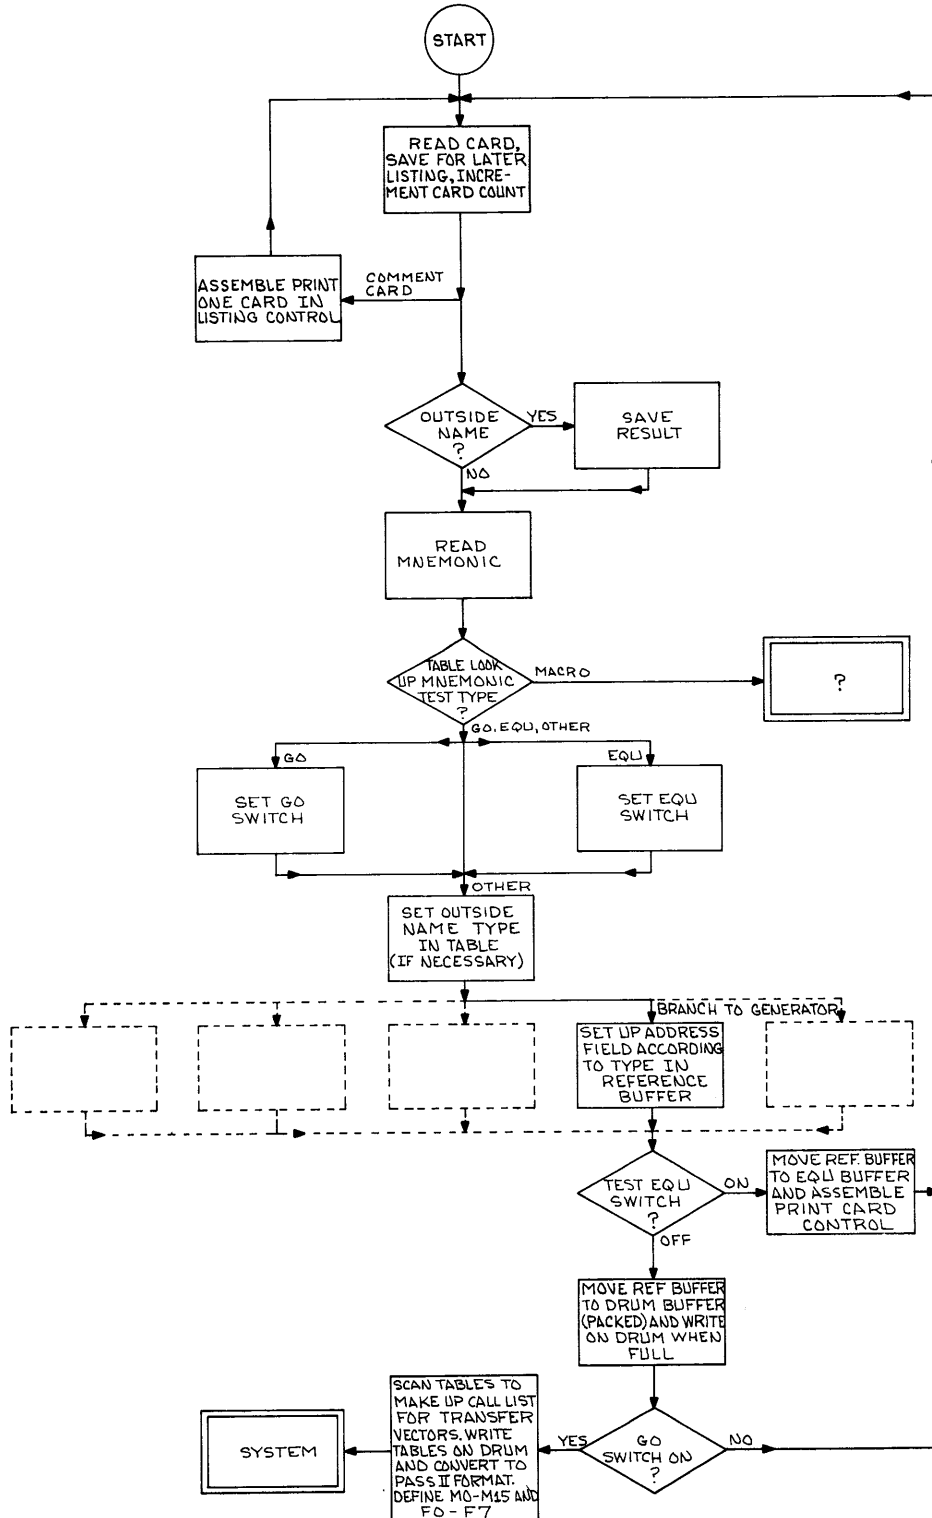 START
READ CARD,
SAVE FOR LATER
LISTING, INCRE-
MENT CARD COUNT
ASSEMBLE PRINT
ONE CARD IN
LISTING CONTROL
COMMENT
CARD
OUTSIDE
NAME
?
YES
SAVE
RESULT
NO
READ
MNEMONIC
TABLE LOOK
UP MNEMONIC
TEST TYPE
?
MACRO
?
GO, EQU, OTHER
GO
EQU
SET GO
SWITCH
SET EQU
SWITCH
OTHER
SET OUTSIDE
NAME TYPE
IN TABLE
(IF NECESSARY)
BRANCH TO GENERATOR
SET UP ADDRESS
FIELD ACCORDING
TO TYPE IN
REFERENCE
BUFFER
TEST EQU
SWITCH
?
ON
MOVE REF. BUFFER
TO EQU BUFFER
AND ASSEMBLE
PRINT CARD
CONTROL
OFF
MOVE REF BUFFER
TO DRUM BUFFER
(PACKED) AND WRITE
ON DRUM WHEN
FULL
GO
SWITCH ON
?
YES
NO
SCAN TABLES TO
MAKE UP CALL LIST
FOR TRANSFER
VECTORS. WRITE
TABLES ON DRUM
AND CONVERT TO
PASS II FORMAT.
DEFINE M0-M15 AND
F0-F7
SYSTEM